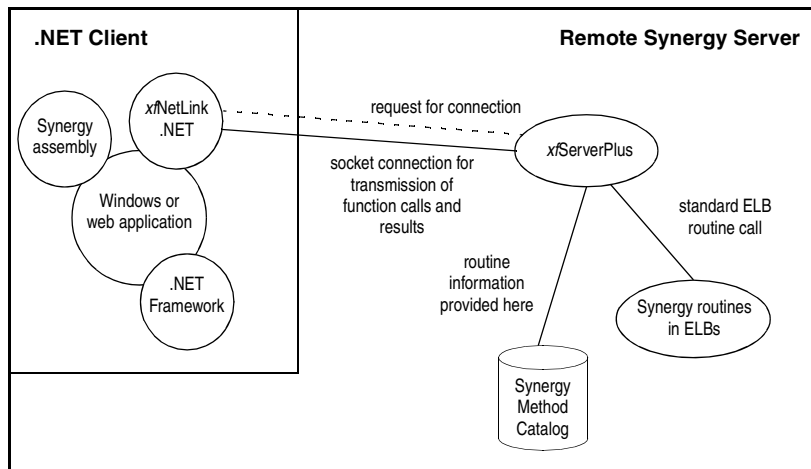 .NET Client
Remote Synergy Server
xfNetLink
.NET
Synergy
assembly
Windows or
web application
.NET
Framework
request for connection
socket connection for
transmission of
function calls and
results
xfServerPlus
standard ELB
routine call
routine
information
provided here
Synergy routines
in ELBs
Synergy
Method
Catalog